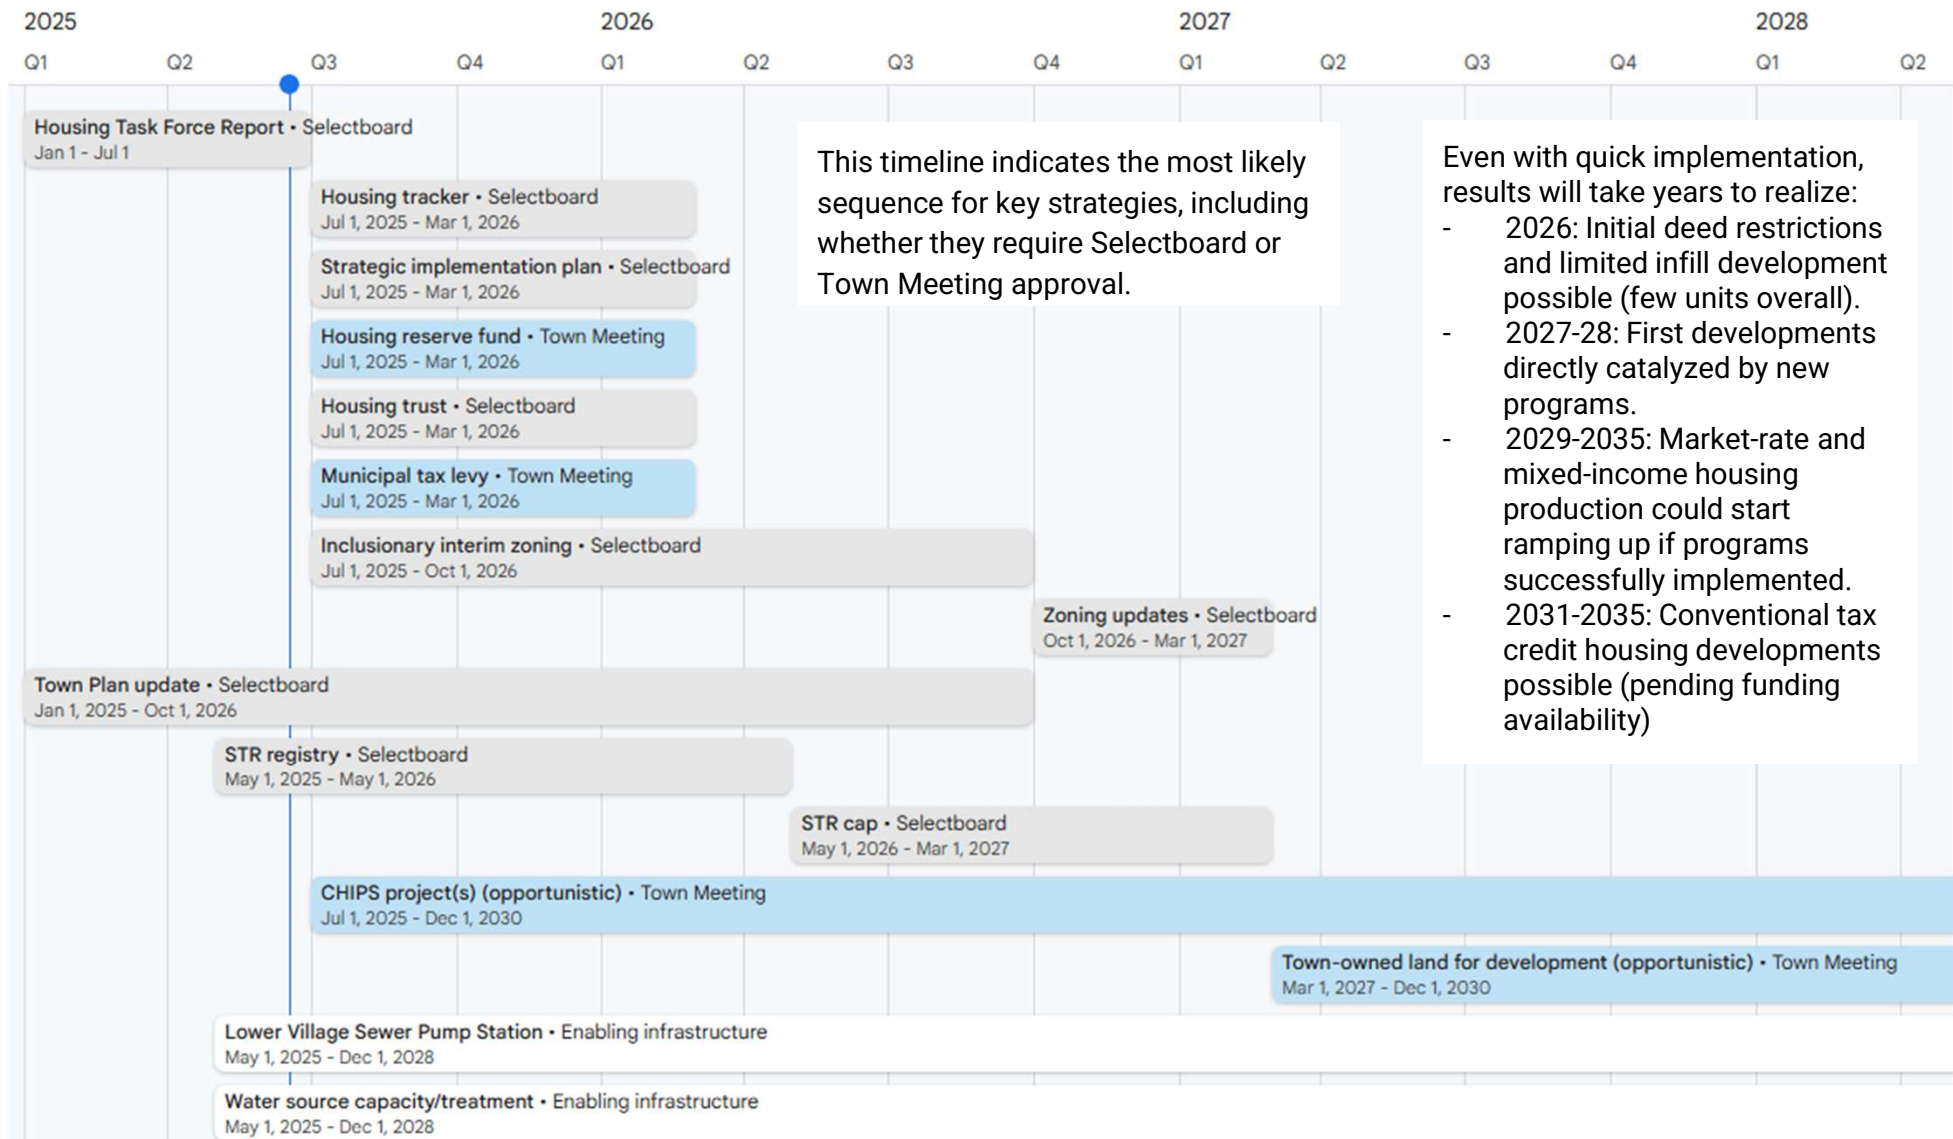 2025
2026
2027
2028
Q1
Q2
Q3
Q4
Q1
Q2
Q3
Q4
Q1
Q2
Q3
Q4
Q1
Q2
Housing Task Force Report • Selectboard
Jan 1 - Jul 1
Housing tracker • Selectboard
Jul 1, 2025 - Mar 1, 2026
Strategic implementation plan • Selectboard
Jul 1, 2025 - Mar 1, 2026
Housing reserve fund • Town Meeting
Jul 1, 2025 - Mar 1, 2026
Housing trust • Selectboard
Jul 1, 2025 - Mar 1, 2026
Municipal tax levy • Town Meeting
Jul 1, 2025 - Mar 1, 2026
Inclusionary interim zoning • Selectboard
Jul 1, 2025 - Oct 1, 2026
Zoning updates • Selectboard
Oct 1, 2026 - Mar 1, 2027
Town Plan update • Selectboard
Jan 1, 2025 - Oct 1, 2026
STR registry • Selectboard
May 1, 2025 - May 1, 2026
STR cap • Selectboard
May 1, 2026 - Mar 1, 2027
CHIPS project(s) (opportunistic) • Town Meeting
Jul 1, 2025 - Dec 1, 2030
Town-owned land for development (opportunistic) • Town Meeting
Mar 1, 2027 - Dec 1, 2030
Lower Village Sewer Pump Station • Enabling infrastructure
May 1, 2025 - Dec 1, 2028
Water source capacity/treatment • Enabling infrastructure
May 1, 2025 - Dec 1, 2028
This timeline indicates the most likely
sequence for key strategies, including
whether they require Selectboard or
Town Meeting approval.
Even with quick implementation,
results will take years to realize:
- 2026: Initial deed restrictions
and limited infill development
possible (few units overall).
- 2027-28: First developments
directly catalyzed by new
programs.
- 2029-2035: Market-rate and
mixed-income housing
production could start
ramping up if programs
successfully implemented.
- 2031-2035: Conventional tax
credit housing developments
possible (pending funding
availability)